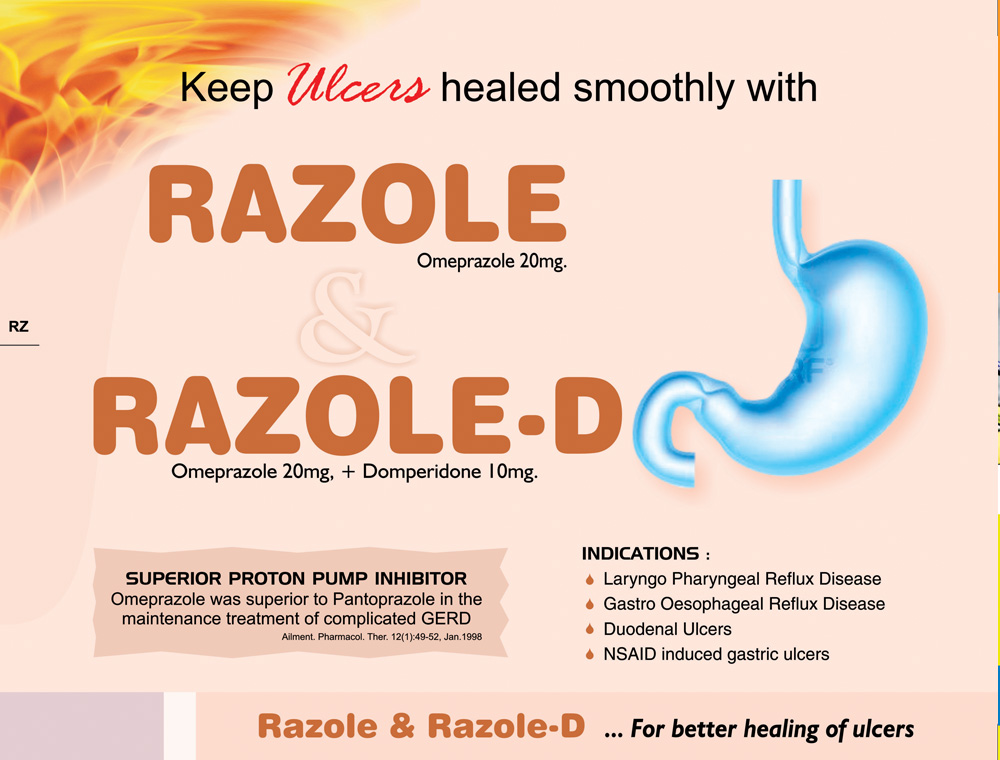 Keep Ulcers healed smoothly with
RAZOLE
Omeprazole 20mg.
&
RZ
RAZOLE-D
Omeprazole 20mg, + Domperidone 10mg.
SUPERIOR PROTON PUMP INHIBITOR
Omeprazole was superior to Pantoprazole in the
maintenance treatment of complicated GERD
Ailment. Pharmacol. Ther. 12(1):49-52, Jan.1998
INDICATIONS :
Laryngo Pharyngeal Reflux Disease
Gastro Oesophageal Reflux Disease
Duodenal Ulcers
NSAID induced gastric ulcers
Razole & Razole-D ... For better healing of ulcers